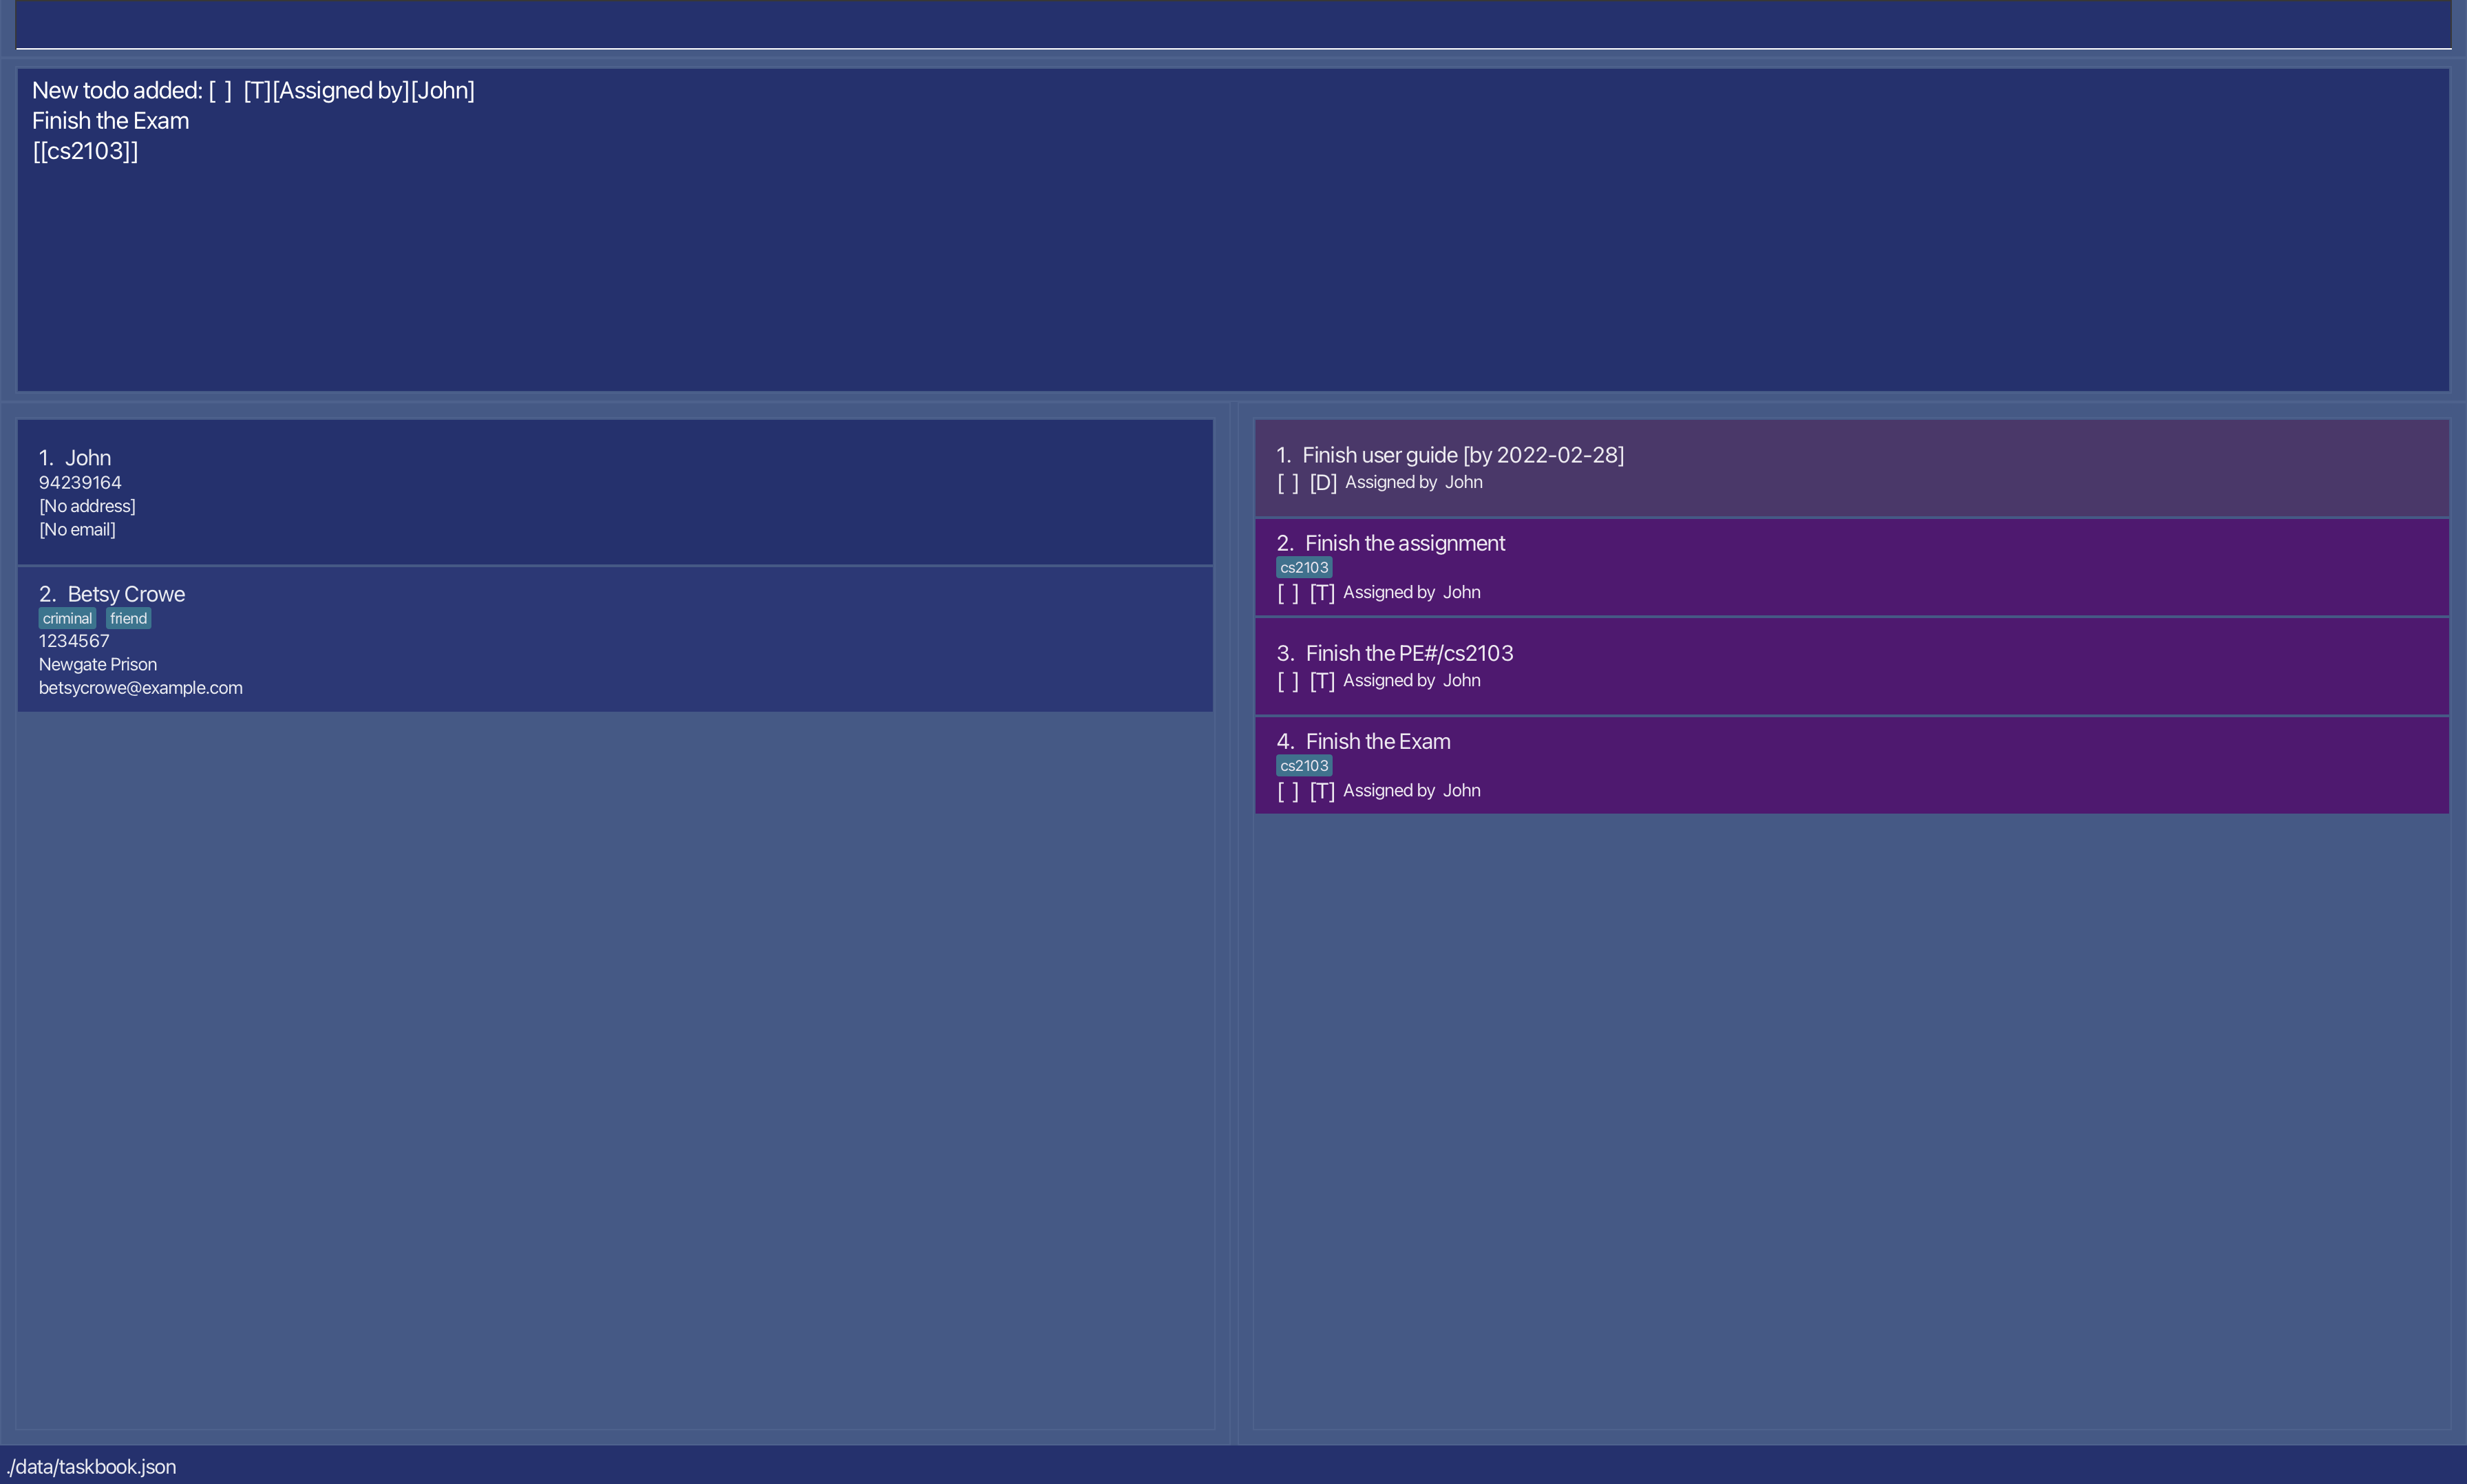 New todo added: [ ] [T][Assigned by][John]
Finish the Exam
[[cs2103]]
1. John
94239164
[No address]
[No email]
2. Betsy Crowe
criminal friend
1234567
Newgate Prison
betsycrowe@example.com
1. Finish user guide [by 2022-02-28]
[ ] [D] Assigned by John
2. Finish the assignment
cs2103
[ ] [T] Assigned by John
3. Finish the PE#/cs2103
[ ] [T] Assigned by John
4. Finish the Exam
cs2103
[ ] [T] Assigned by John
./data/taskbook.json